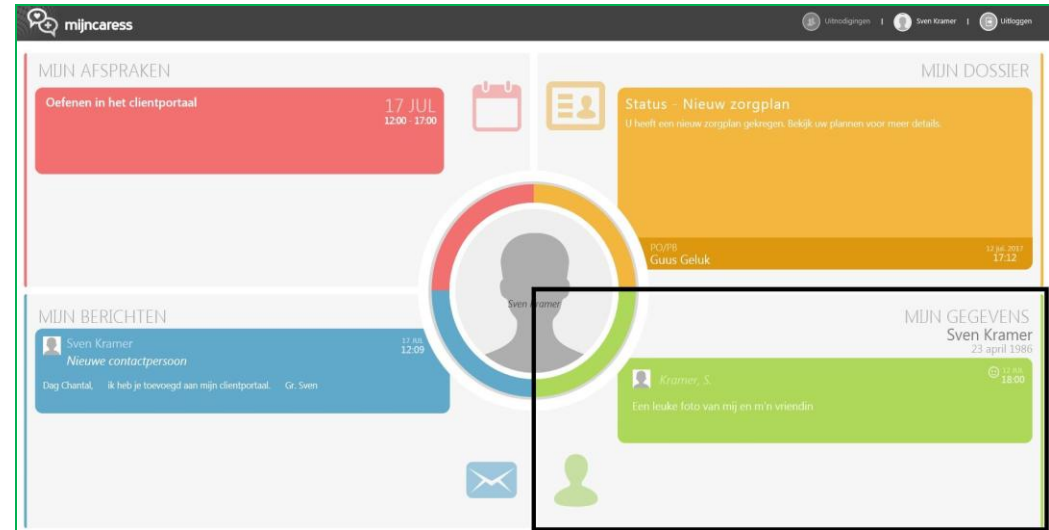 mijncaress
Uitnodigingen | Sven Kramer | Uitloggen
MIJN AFSPRAKEN
Oefenen in het clientportaal
17 JUL
12:00 - 17:00
MIJN DOSSIER
Status - Nieuw zorgplan
U heeft een nieuw zorgplan gekregen. Bekijk uw plannen voor meer details.
PO/PB
Guus Geluk
12 jul. 2017
17:12
Sven Kramer
MIJN BERICHTEN
Sven Kramer
Nieuwe contactpersoon
17 JUL
12:09
Dag Chantal, ik heb je toevoegd aan mijn clientportaal. Gr. Sven
MIJN GEGEVENS
Sven Kramer
23 april 1986
Kramer, S.
12 JUL
18:00
Een leuke foto van mij en m'n vriendin